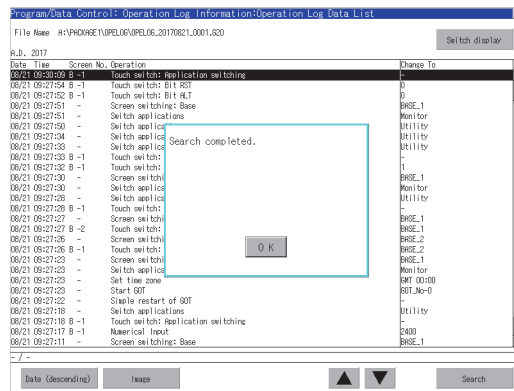 Program/Data Control: Operation Log Information:Operation Log Data List
File Name A:\PACKAGE1\OPELOG\OPELOG_20170821_0001.G2O
Switch display
A.D. 2017
Date Time Screen No. Operation Change To
08/21 09:30:09 B -1 Touch switch: Application switching -
08/21 09:27:54 B -1 Touch switch: Bit RST 0
08/21 09:27:52 B -1 Touch switch: Bit ALT 0
08/21 09:27:51 - Screen switching: Base BASE_1
08/21 09:27:51 - Switch applications Monitor
08/21 09:27:50 - Switch applica Utility
08/21 09:27:34 - Switch applica Utility
08/21 09:27:33 - Switch applica Utility
08/21 09:27:33 B -1 Touch switch: -
08/21 09:27:32 B -1 Touch switch: 1
08/21 09:27:30 - Screen switchi BASE_1
08/21 09:27:30 - Switch applica Monitor
08/21 09:27:28 - Switch applica Utility
08/21 09:27:28 B -1 Touch switch: -
08/21 09:27:27 - Screen switchi BASE_1
08/21 09:27:27 B -2 Touch switch: BASE_1
08/21 09:27:26 - Screen switchi BASE_2
08/21 09:27:26 B -1 Touch switch: BASE_2
08/21 09:27:23 - Screen switchi BASE_1
08/21 09:27:23 - Switch applica Monitor
08/21 09:27:23 - Set time zone GMT 00:00
08/21 09:27:23 - Start GOT GOT_No-0
08/21 09:27:22 - Simple restart of GOT -
08/21 09:27:18 - Switch applications Utility
08/21 09:27:18 B -1 Touch switch: Application switching -
08/21 09:27:17 B -1 Numerical Input 2400
08/21 09:27:11 - Screen switching: Base BASE_1
Search completed.
OK
- / -
Date (descending) Image ▲ ▼ Search